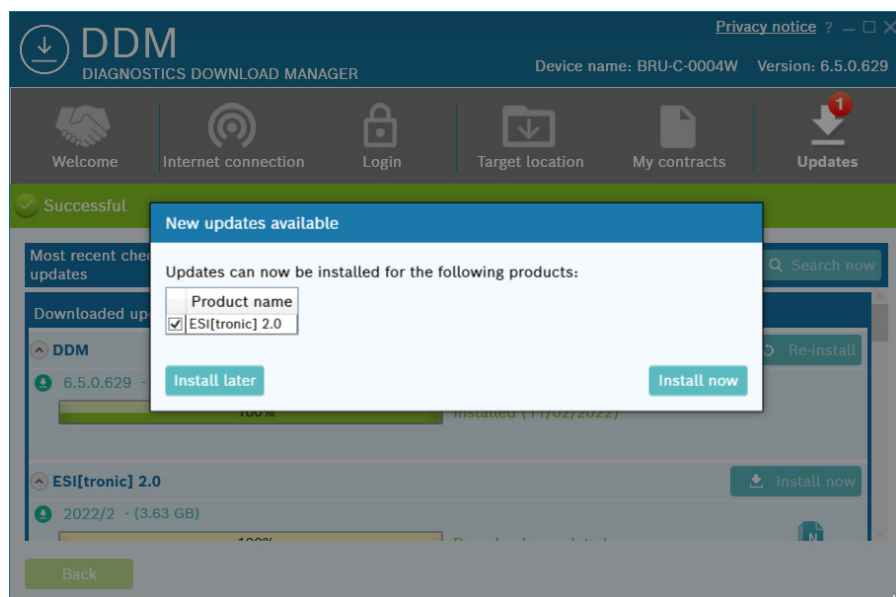 Privacy notice ? 
DDM
DIAGNOSTICS DOWNLOAD MANAGER
Device name: BRU-C-0004W Version: 6.5.0.629
1
Welcome Internet connection Login Target location My contracts Updates
Successful
New updates available
Most recent
updates
Search now
Updates can now be installed for the following products:
Product name
ESI[tronic] 2.0
Downloaded
DDM
Re-install
6.5.0.629 -
Install later Install now
100% Installed (11/02/2022)
ESI[tronic] 2.0 Install now
2022/2 - (3.63 GB)
100%
N
Back